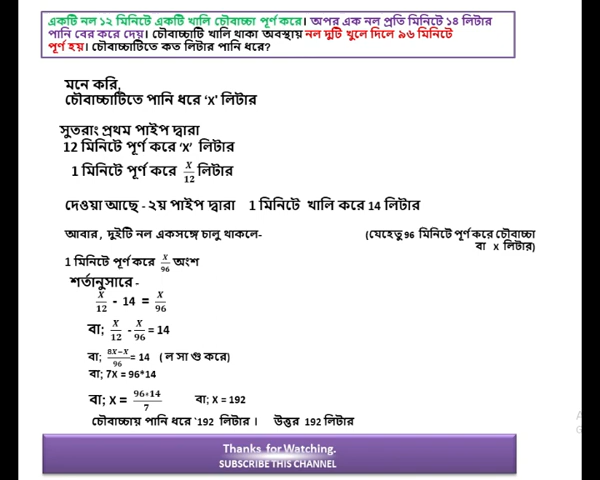 একটি নল ১২ মিনিটে একটি খালি চৌবাচ্চা পূর্ণ করে। অপর এক নল প্রতি মিনিটে ১৪ লিটার
পানি বের করে দেয়। চৌবাচ্চাটি খালি থাকা অবস্থায় নল দুটি খুলে দিলে ৯৬ মিনিটে
পূর্ণ হয়। চৌবাচ্চাটিতে কত লিটার পানি ধরে?
মনে করি,
চৌবাচ্চাটিতে পানি ধরে ‘X’ লিটার
সুতরাং প্রথম পাইপ দ্বারা
12 মিনিটে পূর্ণ করে ‘X’ লিটার
1 মিনিটে পূর্ণ করে X/12 লিটার
দেওয়া আছে - ২য় পাইপ দ্বারা 1 মিনিটে খালি করে 14 লিটার
আবার, দুইটি নল একসঙ্গে চালু থাকলে- (যেহেতু 96 মিনিটে পূর্ণ করে চৌবাচ্চা
বা X লিটার)
1 মিনিটে পূর্ণ করে X/96 অংশ
শর্তানুসারে -
X/12 - 14 = X/96
বা; X/12 - X/96 = 14
বা; 8X−X/96 = 14 ( ল সা গু করে)
বা; 7X = 96*14
বা; X = 96*14/7 বা; X = 192
চৌবাচ্চায় পানি ধরে `192 লিটার । উত্তর 192 লিটার
Thanks for Watching.
SUBSCRIBE THIS CHANNEL